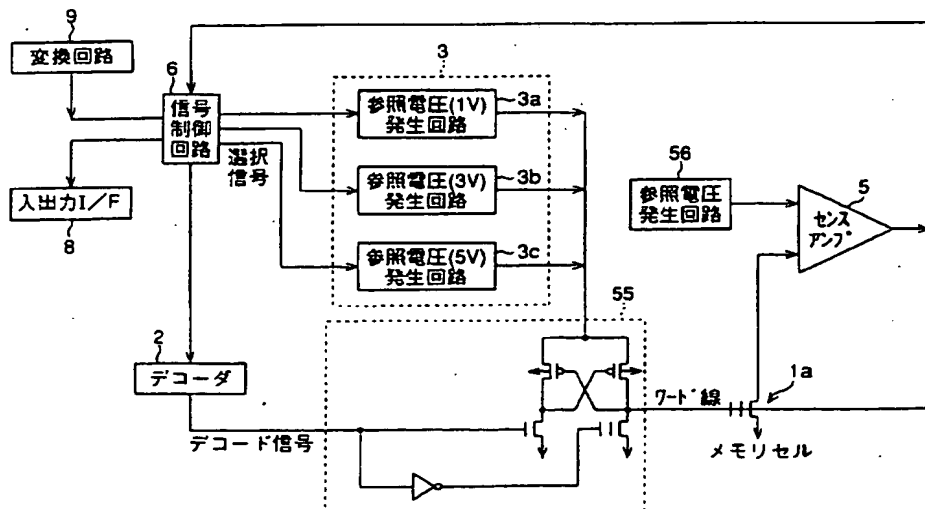 9
変換回路
6
信号
制御
回路
選択
信号
入出力I/F
8
3
参照電圧(1V)
発生回路
3a
参照電圧(3V)
発生回路
3b
参照電圧(5V)
発生回路
3c
56
参照電圧
発生回路
5
センス
アンプ
55
2
デコーダ
デコード信号
ワード線
1a
メモリセル